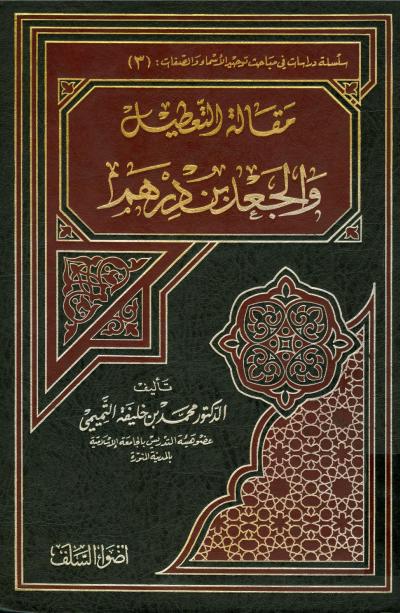 سلسلة دراسات في مباحث توحيد الأسماء والصفات: (٣)
مقالة التعطيل
والجعد بن درهم
تأليف
الدكتور محمد بن خليفة التميمي
عضو هيئة التدريس بالجامعة الإسلامية
بالمدينة المنورة
أضواء السلف